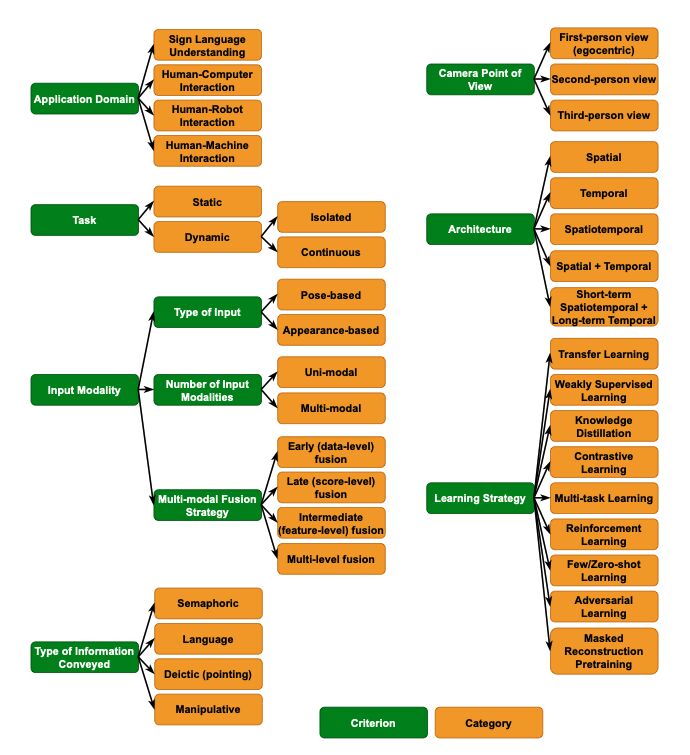 Application Domain
Sign Language
Understanding
Human-Computer
Interaction
Human-Robot
Interaction
Human-Machine
Interaction
Task
Static
Dynamic
Isolated
Continuous
Input Modality
Type of Input
Pose-based
Appearance-based
Number of Input
Modalities
Uni-modal
Multi-modal
Multi-modal Fusion
Strategy
Early (data-level)
fusion
Late (score-level)
fusion
Intermediate
(feature-level) fusion
Multi-level fusion
Type of Information
Conveyed
Semaphoric
Language
Deictic (pointing)
Manipulative
Camera Point of
View
First-person view
(egocentric)
Second-person view
Third-person view
Architecture
Spatial
Temporal
Spatiotemporal
Spatial + Temporal
Short-term
Spatiotemporal +
Long-term Temporal
Learning Strategy
Transfer Learning
Weakly Supervised
Learning
Knowledge
Distillation
Contrastive
Learning
Multi-task Learning
Reinforcement
Learning
Few/Zero-shot
Learning
Adversarial
Learning
Masked
Reconstruction
Pretraining
Criterion
Category